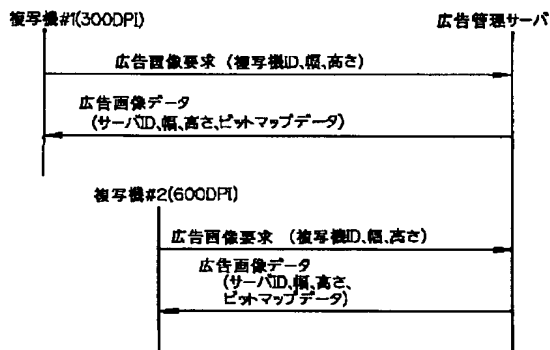 複写機#1(300DPI)
広告管理サーバ
広告画像要求 (複写機ID、幅、高さ)
広告画像データ
(サーバID、幅、高さ、ビットマップデータ)
複写機#2(600DPI)
広告画像要求 (複写機ID、幅、高さ)
広告画像データ
(サーバID、幅、高さ、
ビットマップデータ)